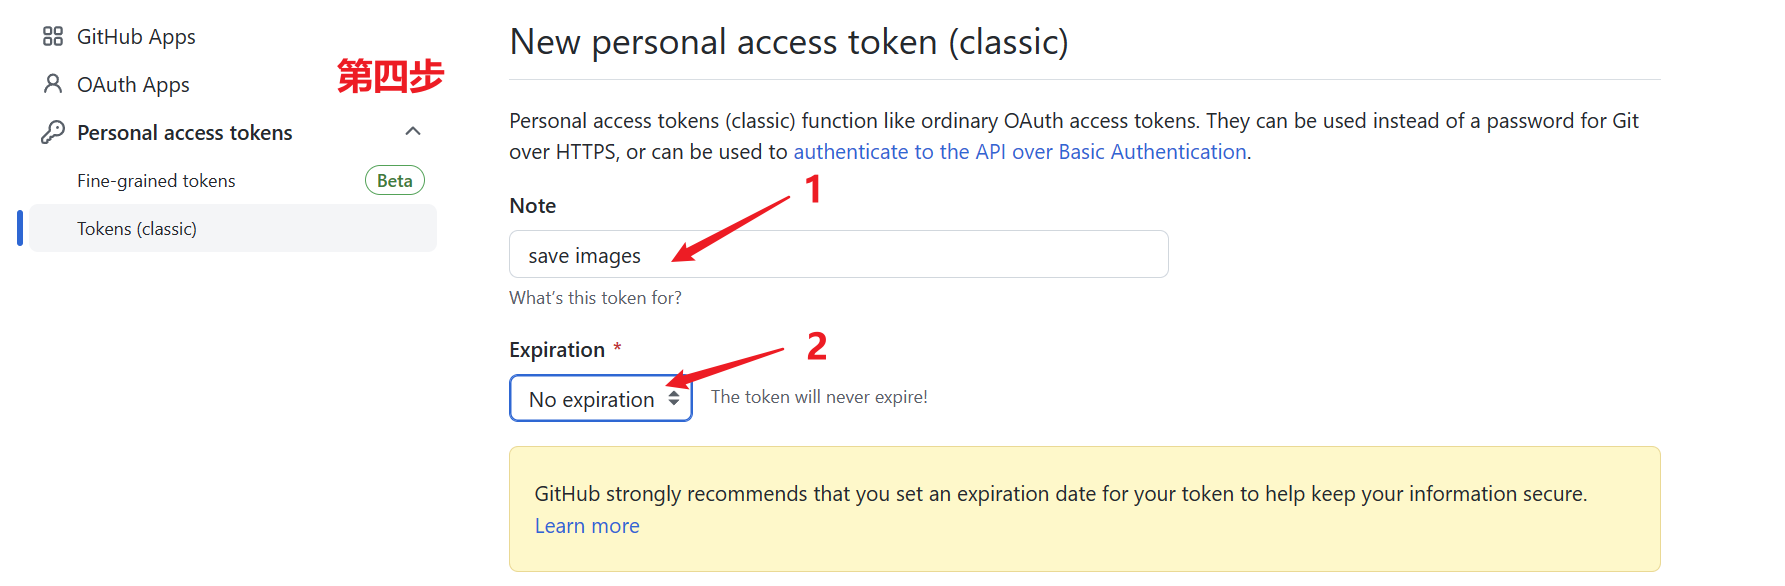 GitHub Apps
OAuth Apps
第四步
Personal access tokens
Fine-grained tokens
Beta
Tokens (classic)
New personal access token (classic)
Personal access tokens (classic) function like ordinary OAuth access tokens. They can be used instead of a password for Git
over HTTPS, or can be used to authenticate to the API over Basic Authentication.
1
Note
save images
What's this token for?
2
Expiration *
No expiration
The token will never expire!
GitHub strongly recommends that you set an expiration date for your token to help keep your information secure.
Learn more